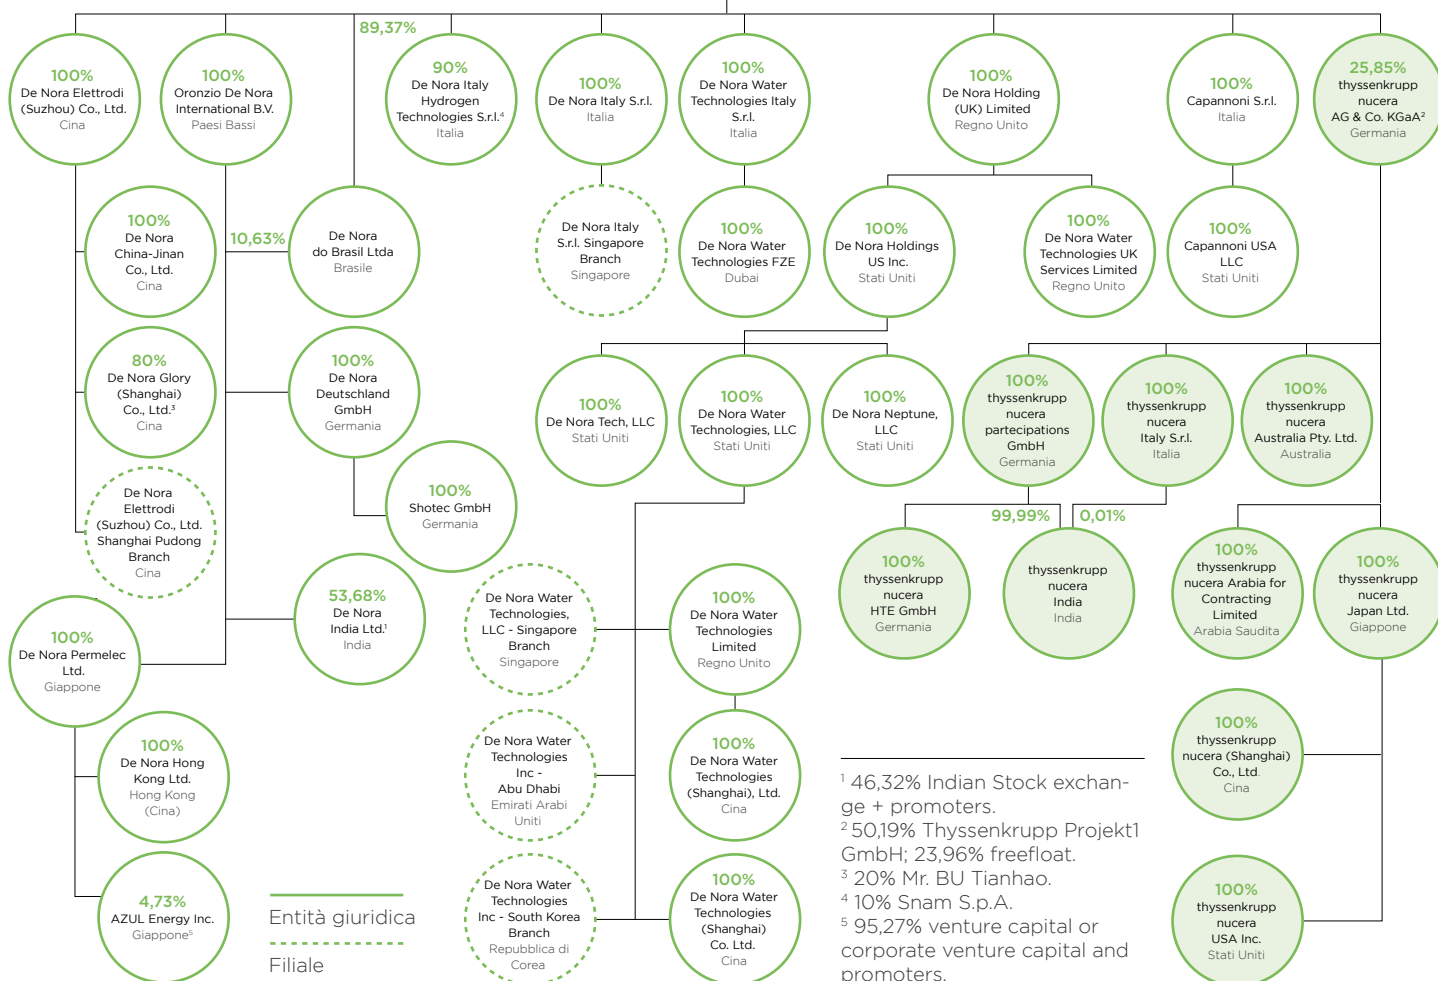 89,37%
100%
De Nora Elettrodi
(Suzhou) Co., Ltd.
Cina
100%
Oronzio De Nora
International B.V.
Paesi Bassi
90%
De Nora Italy
Hydrogen
Technologies S.r.l.⁴
Italia
100%
De Nora Italy S.r.l.
Italia
100%
De Nora Water
Technologies Italy
S.r.l.
Italia
100%
De Nora Holding
(UK) Limited
Regno Unito
100%
Capannoni S.r.l.
Italia
25,85%
thyssenkrupp
nucera
AG & Co. KGaA²
Germania
100%
De Nora
China-Jinan
Co., Ltd.
Cina
10,63%
De Nora
do Brasil Ltda
Brasile
De Nora Italy
S.r.l. Singapore
Branch
Singapore
100%
De Nora Water
Technologies FZE
Dubai
100%
De Nora Holdings
US Inc.
Stati Uniti
100%
De Nora Water
Technologies UK
Services Limited
Regno Unito
100%
Capannoni USA
LLC
Stati Uniti
80%
De Nora Glory
(Shanghai)
Co., Ltd.³
Cina
100%
De Nora
Deutschland
GmbH
Germania
100%
De Nora Tech, LLC
Stati Uniti
100%
De Nora Water
Technologies, LLC
Stati Uniti
100%
De Nora Neptune,
LLC
Stati Uniti
100%
thyssenkrupp
nucera
partecipations
GmbH
Germania
100%
thyssenkrupp
nucera
Italy S.r.l.
Italia
100%
thyssenkrupp
nucera
Australia Pty. Ltd.
Australia
De Nora
Elettrodi
(Suzhou) Co., Ltd.
Shanghai Pudong
Branch
Cina
100%
Shotec GmbH
Germania
99,99%
0,01%
100%
thyssenkrupp
nucera
HTE GmbH
Germania
thyssenkrupp
nucera
India
India
100%
thyssenkrupp
nucera Arabia for
Contracting
Limited
Arabia Saudita
100%
thyssenkrupp
nucera
Japan Ltd.
Giappone
100%
De Nora Permelec
Ltd.
Giappone
53,68%
De Nora
India Ltd.¹
India
De Nora Water
Technologies,
LLC - Singapore
Branch
Singapore
100%
De Nora Water
Technologies
Limited
Regno Unito
100%
De Nora Hong
Kong Ltd.
Hong Kong
(Cina)
De Nora Water
Technologies
Inc -
Abu Dhabi
Emirati Arabi
Uniti
100%
De Nora Water
Technologies
(Shanghai), Ltd.
Cina
100%
thyssenkrupp
nucera (Shanghai)
Co., Ltd.
Cina
4,73%
AZUL Energy Inc.
Giappone⁵
De Nora Water
Technologies
Inc - South Korea
Branch
Repubblica di
Corea
100%
De Nora Water
Technologies
(Shanghai)
Co. Ltd.
Cina
100%
thyssenkrupp
nucera
USA Inc.
Stati Uniti
Entità giuridica
Filiale
¹ 46,32% Indian Stock exchan-
ge + promoters.
² 50,19% Thyssenkrupp Projekt1
GmbH; 23,96% freefloat.
³ 20% Mr. BU Tianhao.
⁴ 10% Snam S.p.A.
⁵ 95,27% venture capital or
corporate venture capital and
promoters.